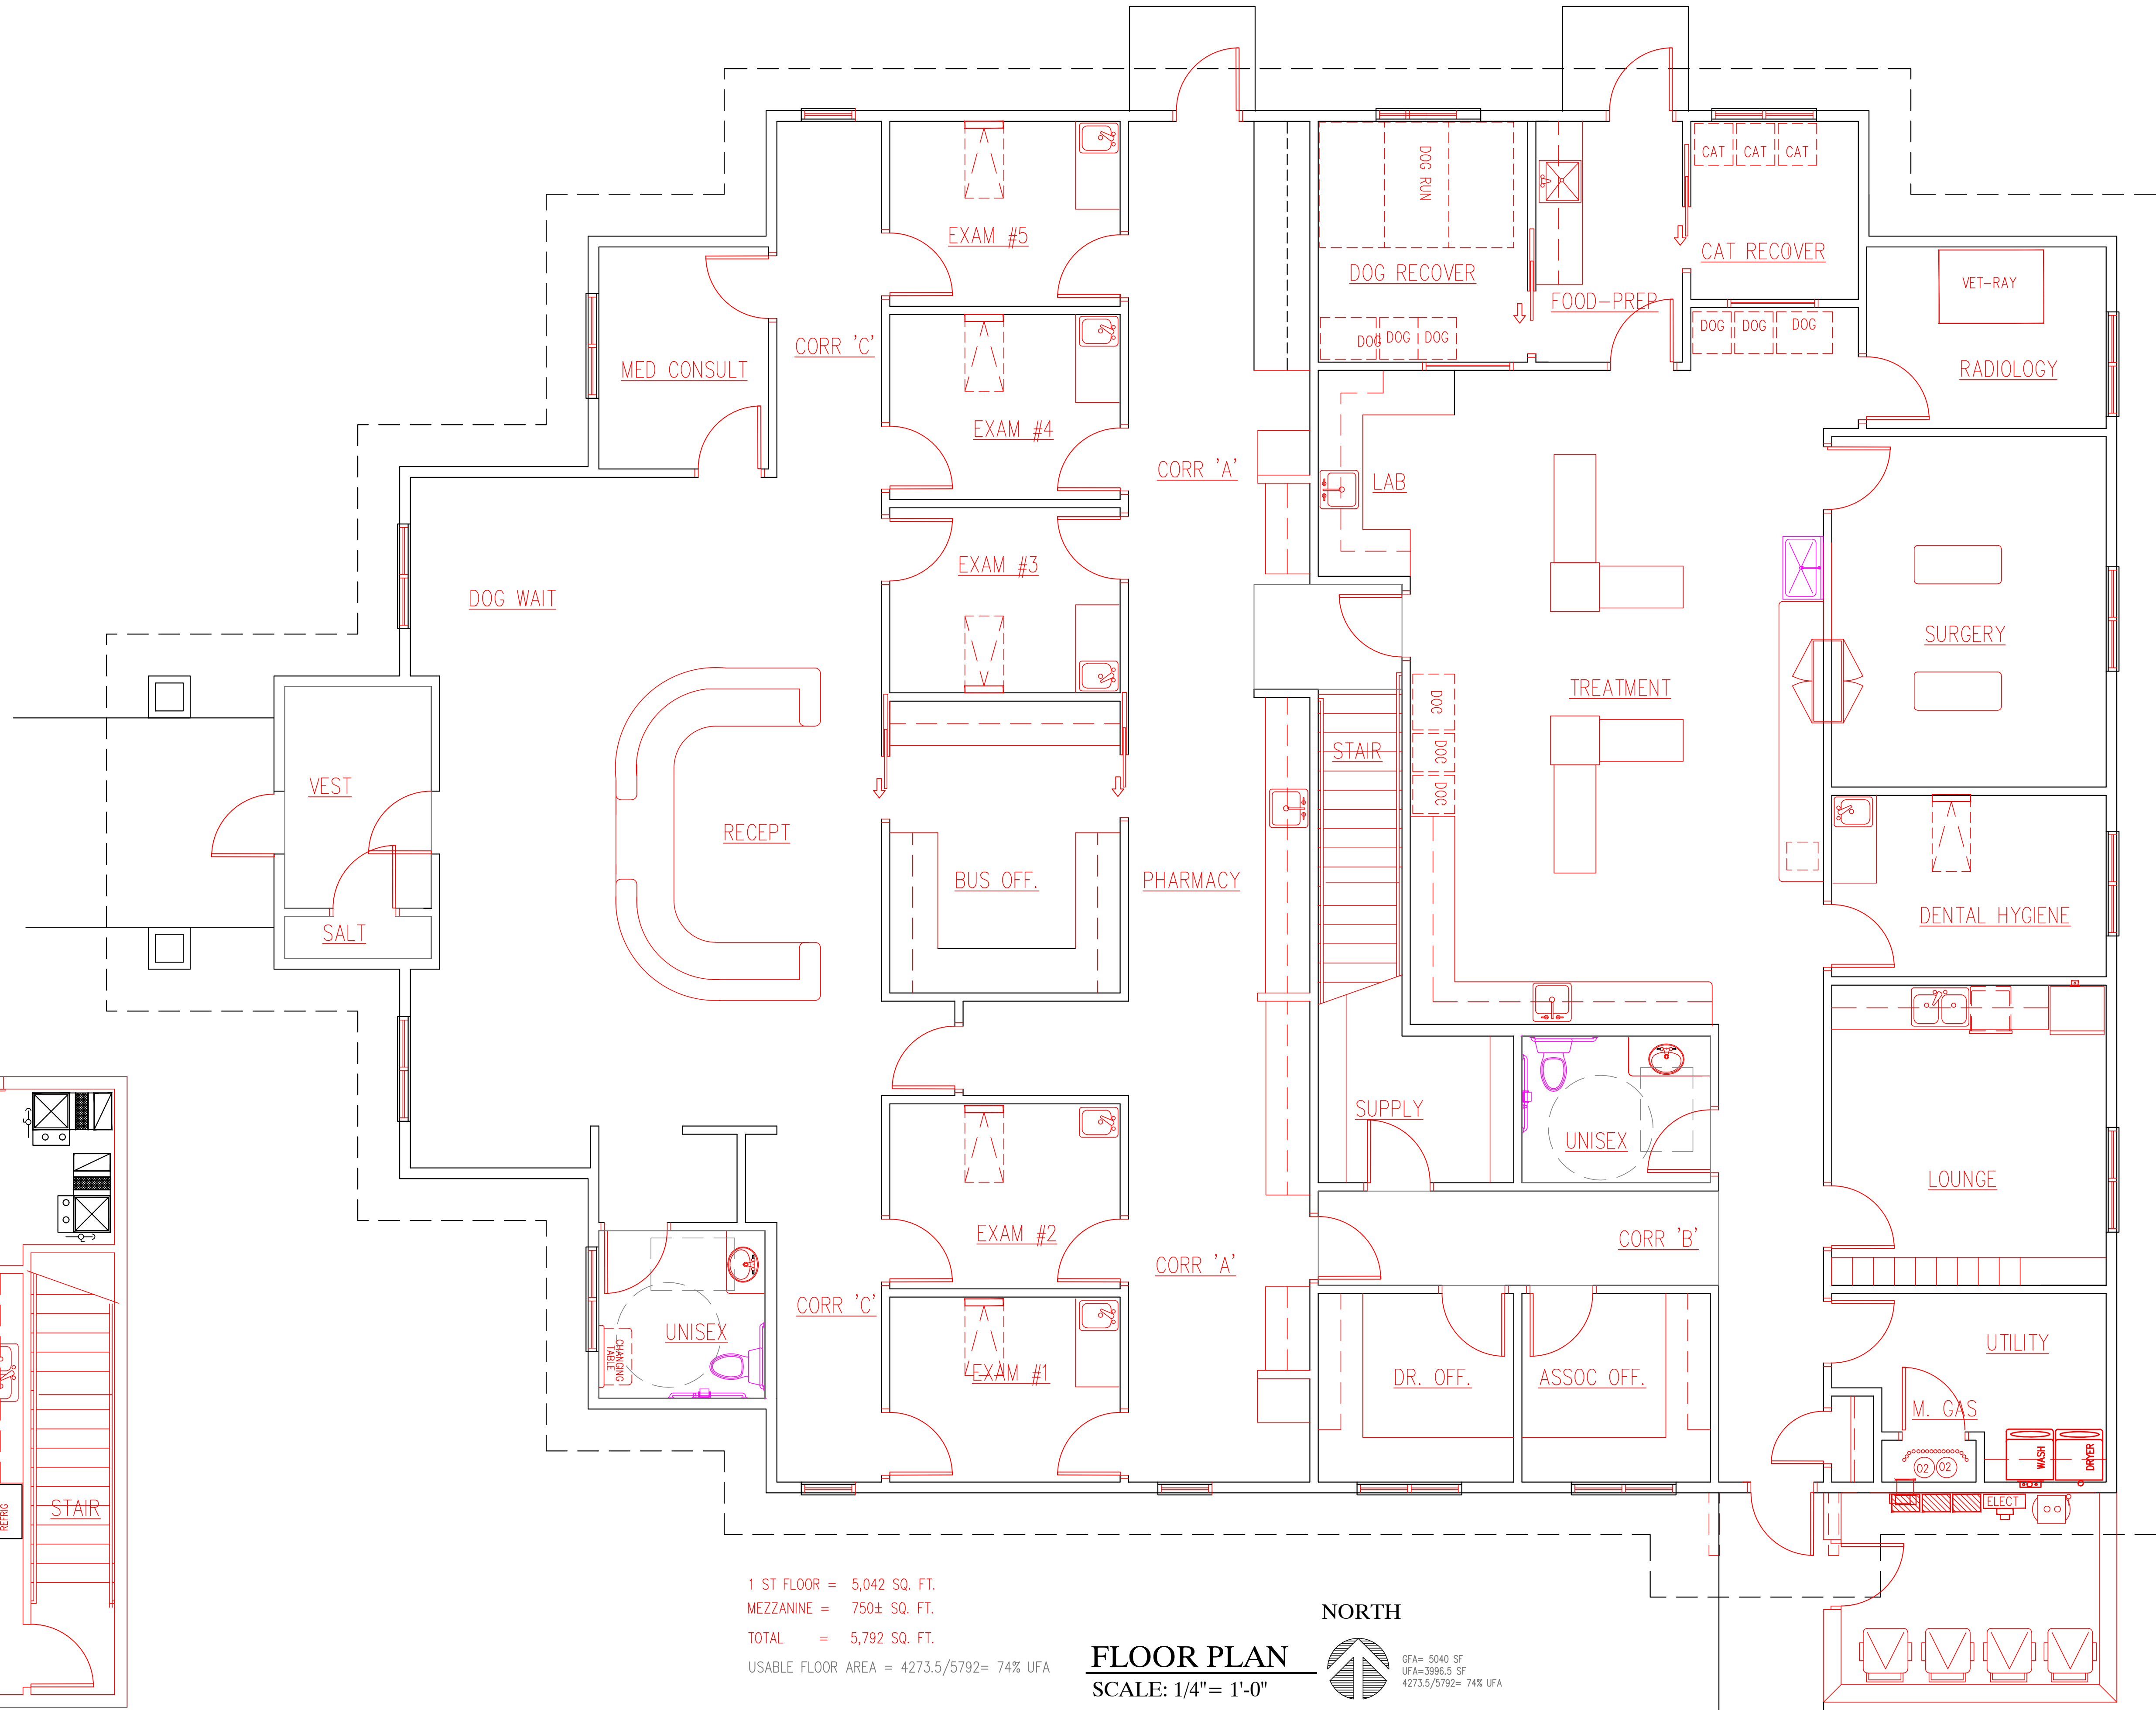 EXAM #5
DOG RUN
CAT
CAT
CAT
CAT RECOVER
DOG RECOVER
VET-RAY
FOOD-PREP
DOG
DOG
DOG
DOG
DOG
DOG
CORR 'C'
MED CONSULT
RADIOLOGY
EXAM #4
CORR 'A'
LAB
EXAM #3
DOG WAIT
SURGERY
TREATMENT
DOG
DOG
DOG
STAIR
VEST
RECEPT
BUS OFF.
PHARMACY
DENTAL HYGIENE
SALT
SUPPLY
UNISEX
LOUNGE
EXAM #2
CORR 'B'
CORR 'A'
CORR 'C'
UNISEX
CHANGING
TABLE
EXAM #1
DR. OFF.
ASSOC OFF.
UTILITY
M. GAS
O2
O2
WASH
DRYER
ELECT
STAIR
REFRIG
1 ST FLOOR = 5,042 SQ. FT.
MEZZANINE = 750± SQ. FT.
TOTAL = 5,792 SQ. FT.
USABLE FLOOR AREA = 4273.5/5792= 74% UFA
FLOOR PLAN
SCALE: 1/4"= 1'-0"
NORTH
GFA= 5040 SF
UFA=3996.5 SF
4273.5/5792= 74% UFA